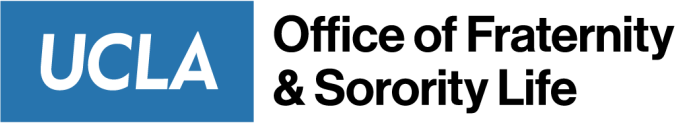 UCLA
Office of Fraternity
& Sorority Life